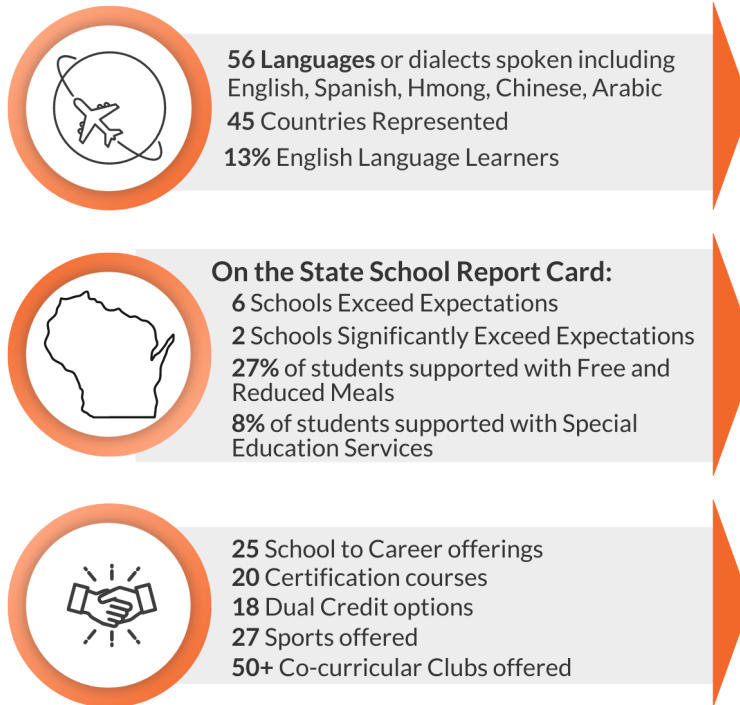 56 Languages or dialects spoken including
English, Spanish, Hmong, Chinese, Arabic
45 Countries Represented
13% English Language Learners
On the State School Report Card:
6 Schools Exceed Expectations
2 Schools Significantly Exceed Expectations
27% of students supported with Free and
Reduced Meals
8% of students supported with Special
Education Services
25 School to Career offerings
20 Certification courses
18 Dual Credit options
27 Sports offered
50+ Co-curricular Clubs offered